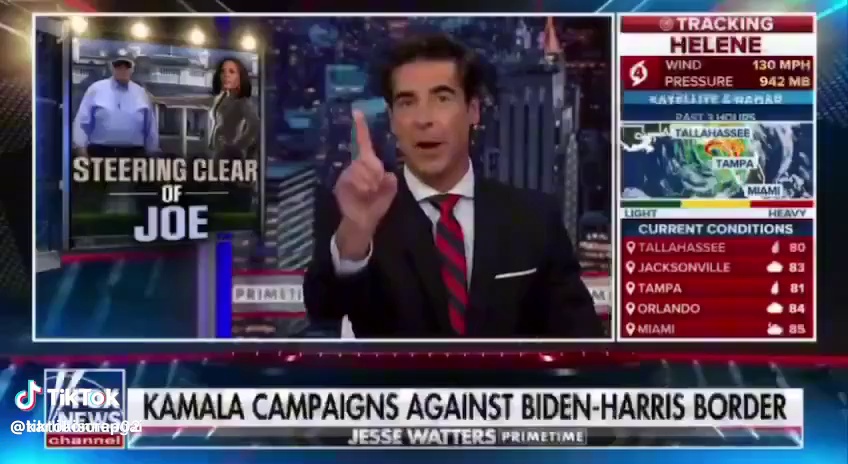 STEERING CLEAR
OF
JOE
PRIMETI
TRACKING
HELENE
4
WIND 130 MPH
PRESSURE 942 MB
SATELLITE & RADAR
PAST 3 HOURS
TALLAHASSEE
TAMPA
MIAMI
LIGHT HEAVY
CURRENT CONDITIONS
TALLAHASSEE 80
JACKSONVILLE 83
TAMPA 81
ORLANDO 84
MIAMI 85
TikTok
NEWS
channel
KAMALA CAMPAIGNS AGAINST BIDEN-HARRIS BORDER
JESSE WATTERS PRIMETIME